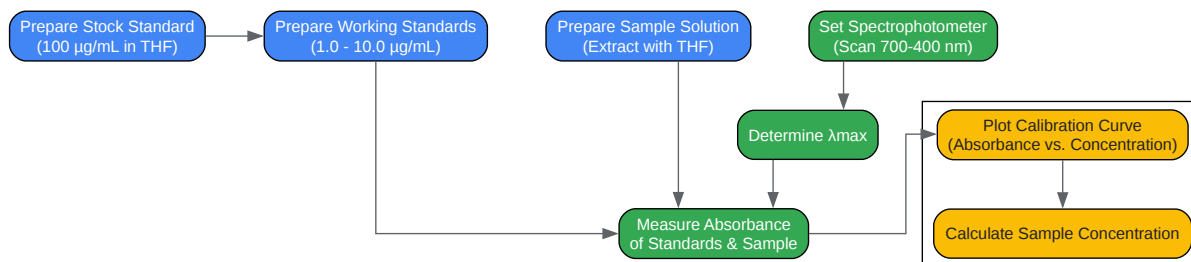 Prepare Stock Standard
(100 µg/mL in THF)
Prepare Working Standards
(1.0 - 10.0 µg/mL)
Prepare Sample Solution
(Extract with THF)
Set Spectrophotometer
(Scan 700-400 nm)
Determine λmax
Plot Calibration Curve
(Absorbance vs. Concentration)
Measure Absorbance
of Standards & Sample
Calculate Sample Concentration